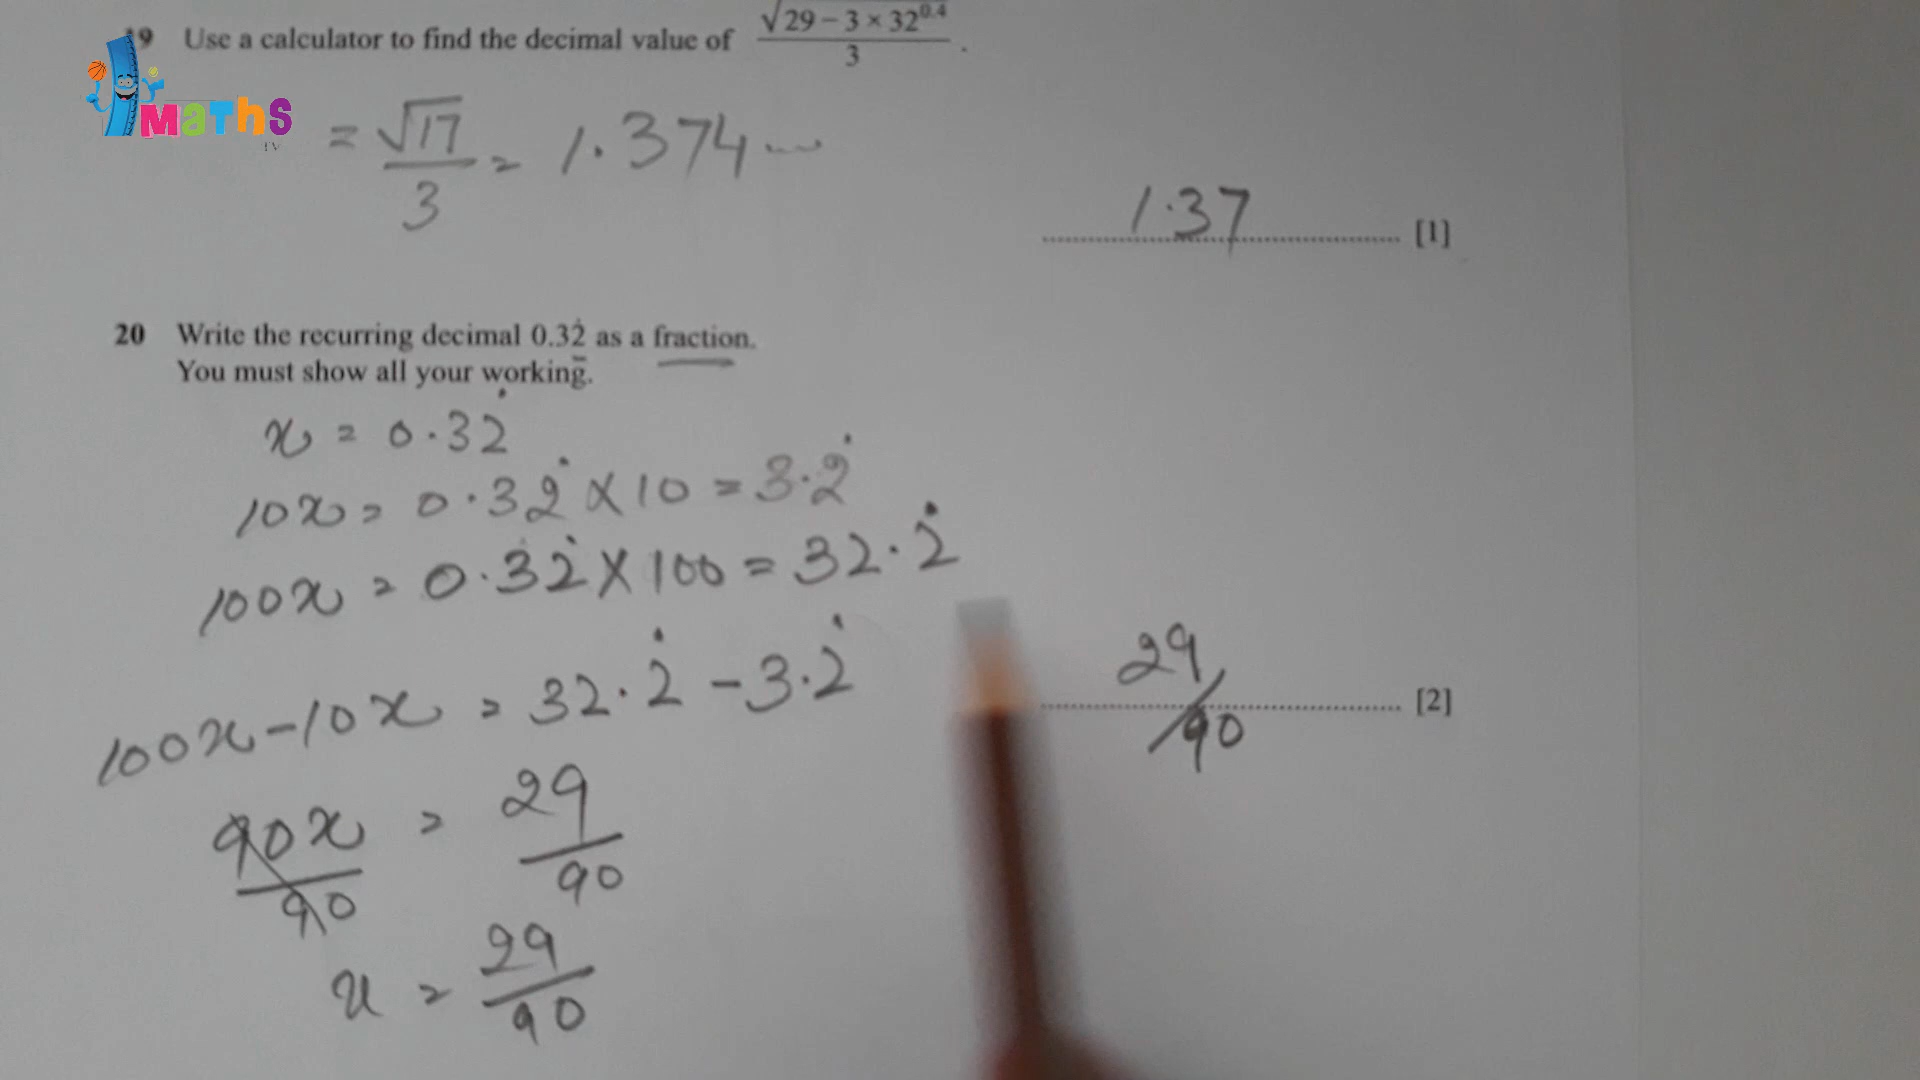 19 Use a calculator to find the decimal value of √29 − 3 × 32^0.4 / 3 .
MaTHS
TV
= √17 / 3 = 1.374....
1.37 [1]
20 Write the recurring decimal 0.32̇ as a fraction.
You must show all your working.
x = 0.32̇
10x = 0.32̇ × 10 = 3.2̇
100x = 0.32̇ × 100 = 32.2̇
100x − 10x = 32.2̇ − 3.2̇
29/90 [2]
90x / 90 = 29 / 90
x = 29 / 90